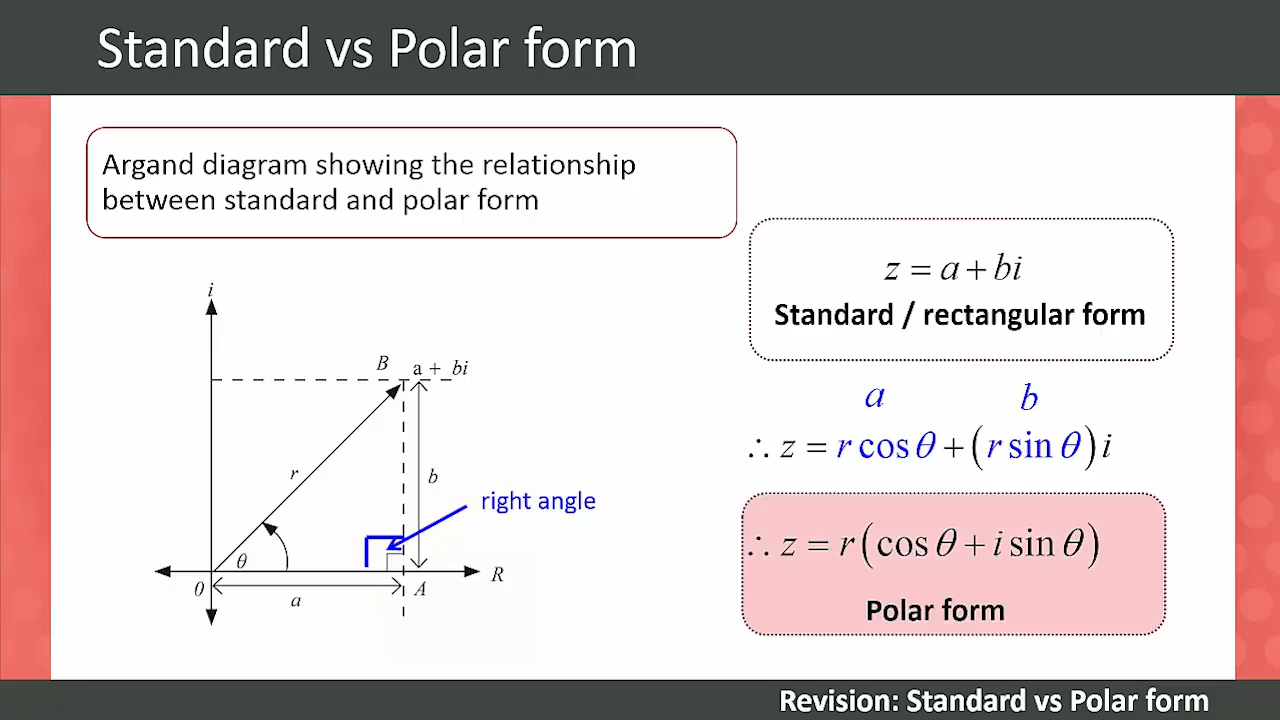 Standard vs Polar form
Argand diagram showing the relationship
between standard and polar form
z = a + bi
Standard / rectangular form
a b
∴ z = r cos θ + (r sin θ) i
∴ z = r (cos θ + i sin θ)
Polar form
i
B a + bi
r
b
right angle
θ
0 A R
a
Revision: Standard vs Polar form